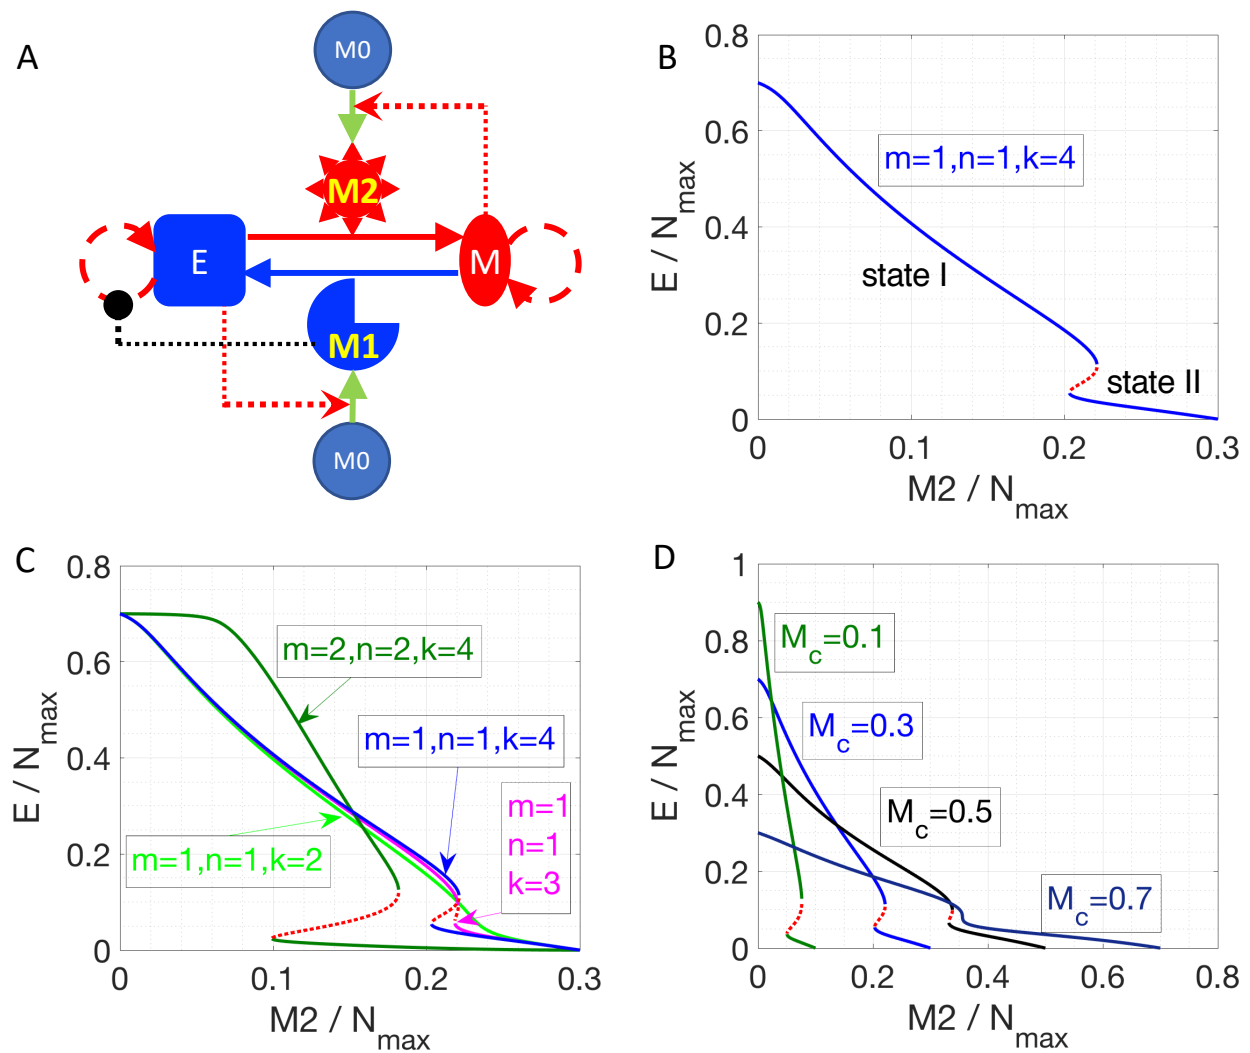 A
M0
M2
E
M
M1
M0
B
0.8
0.6
0.4
0.2
0
E / Nmax
m=1,n=1,k=4
state I
state II
0
0.1
0.2
0.3
M2 / Nmax
C
0.8
0.6
0.4
0.2
0
E / Nmax
m=2,n=2,k=4
m=1,n=1,k=4
m=1,n=1,k=2
m=1
n=1
k=3
0
0.1
0.2
0.3
M2 / Nmax
D
1
0.8
0.6
0.4
0.2
0
E / Nmax
Mc=0.1
Mc=0.3
Mc=0.5
Mc=0.7
0
0.2
0.4
0.6
0.8
M2 / Nmax